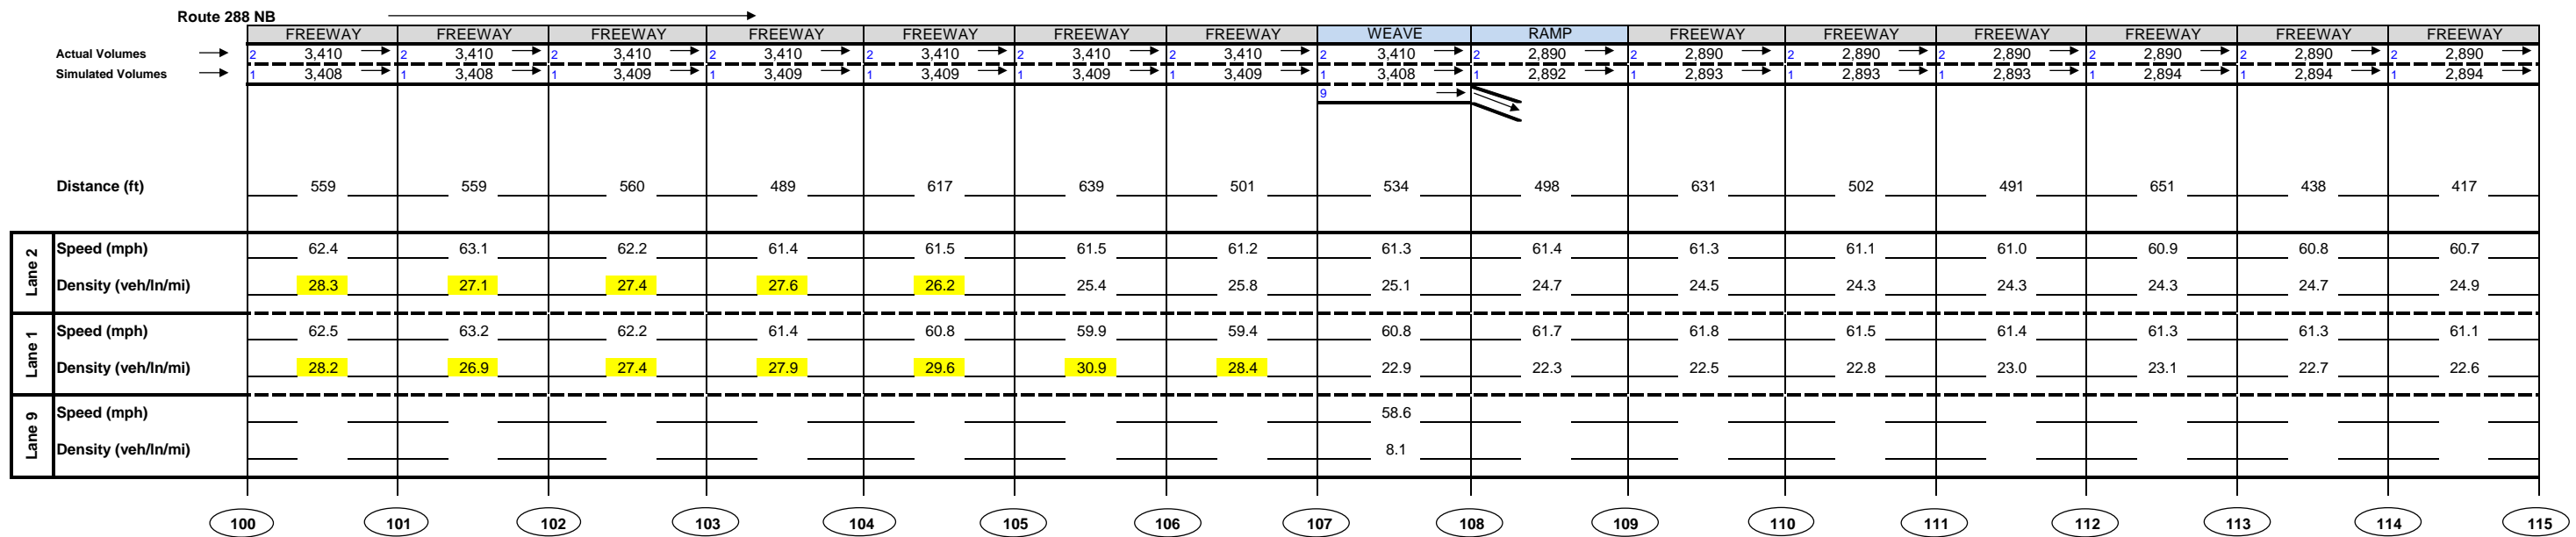 Route 288 NB
FREEWAY FREEWAY FREEWAY FREEWAY FREEWAY FREEWAY FREEWAY WEAVE RAMP FREEWAY FREEWAY FREEWAY FREEWAY FREEWAY FREEWAY
Actual Volumes 2 3,410 2 3,410 2 3,410 2 3,410 2 3,410 2 3,410 2 3,410 2 3,410 2 2,890 2 2,890 2 2,890 2 2,890 2 2,890 2 2,890 2 2,890
Simulated Volumes 1 3,408 1 3,408 1 3,409 1 3,409 1 3,409 1 3,409 1 3,409 1 3,408 1 2,892 1 2,893 1 2,893 1 2,893 1 2,894 1 2,894 1 2,894
9
Distance (ft) 559 559 560 489 617 639 501 534 498 631 502 491 651 438 417
Lane 2
Speed (mph) 62.4 63.1 62.2 61.4 61.5 61.5 61.2 61.3 61.4 61.3 61.1 61.0 60.9 60.8 60.7
Density (veh/ln/mi) 28.3 27.1 27.4 27.6 26.2 25.4 25.8 25.1 24.7 24.5 24.3 24.3 24.3 24.7 24.9
Lane 1
Speed (mph) 62.5 63.2 62.2 61.4 60.8 59.9 59.4 60.8 61.7 61.8 61.5 61.4 61.3 61.3 61.1
Density (veh/ln/mi) 28.2 26.9 27.4 27.9 29.6 30.9 28.4 22.9 22.3 22.5 22.8 23.0 23.1 22.7 22.6
Lane 9
Speed (mph) 58.6
Density (veh/ln/mi) 8.1
100 101 102 103 104 105 106 107 108 109 110 111 112 113 114 115